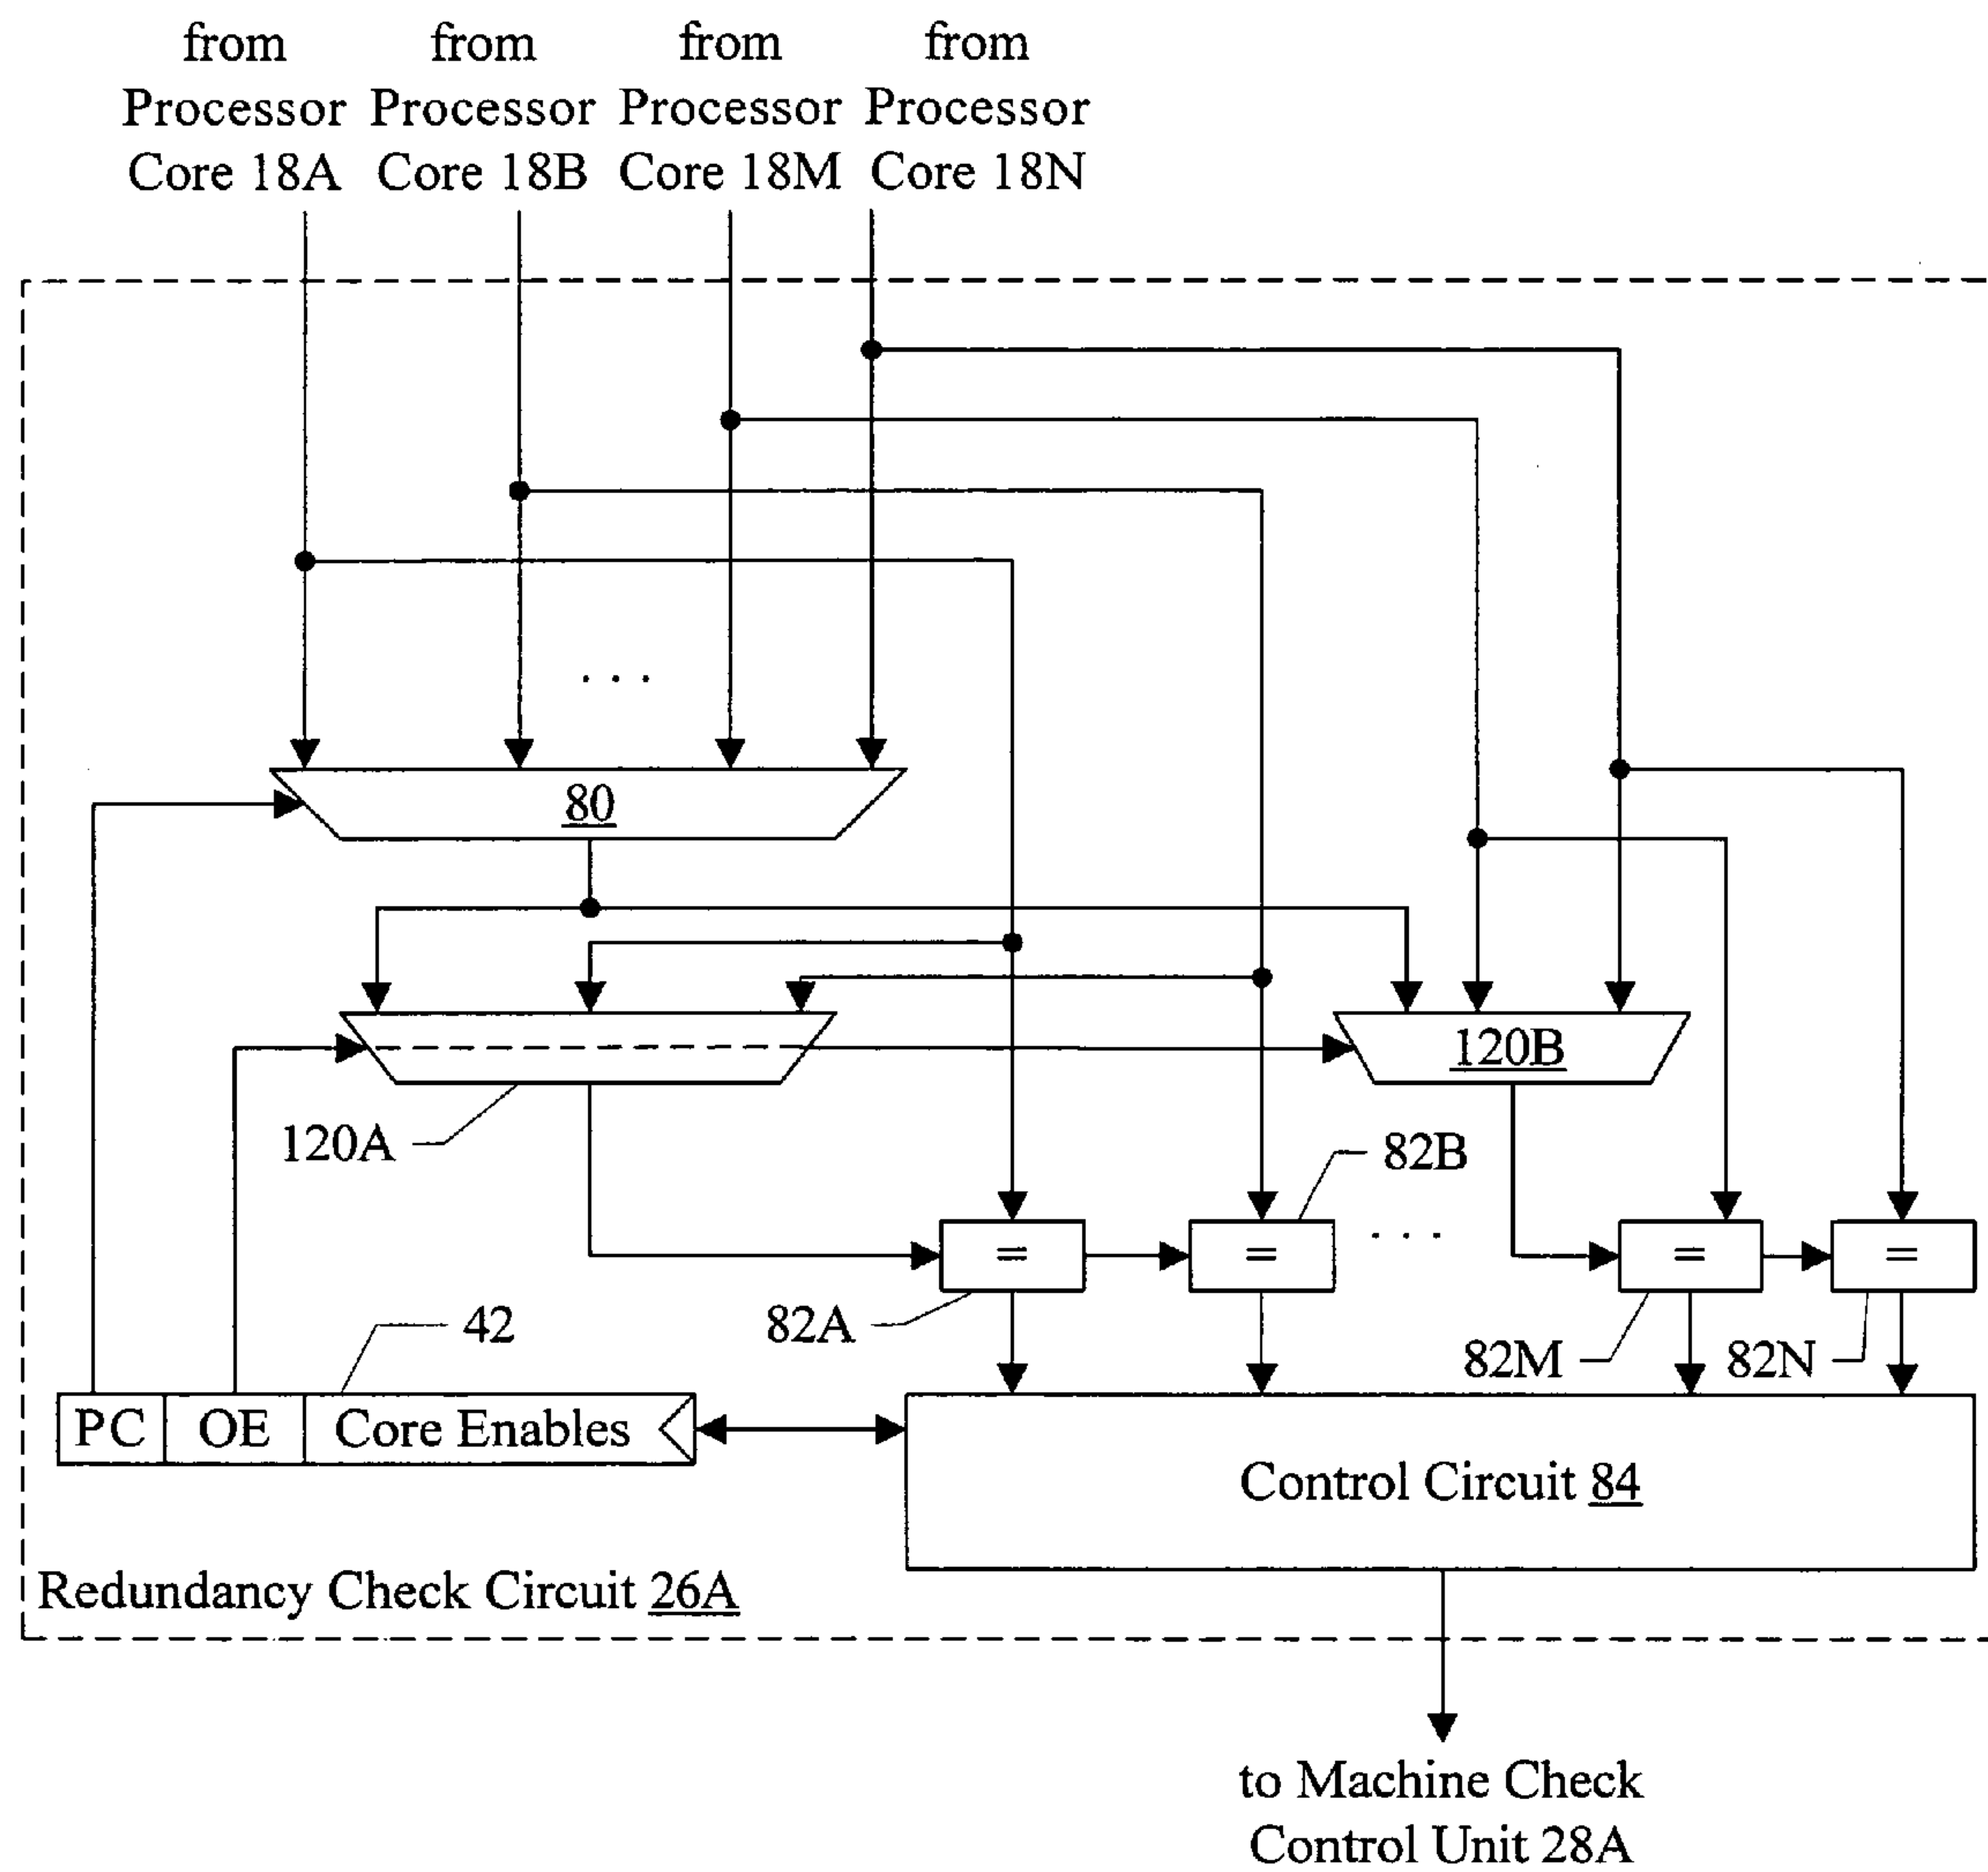 from
Processor
Core 18A
from
Processor
Core 18B
from
Processor
Core 18M
from
Processor
Core 18N
. . .
80
120B
120A
82B
=
=
. . .
=
=
82A
42
82M
82N
PC
OE
Core Enables
Control Circuit 84
Redundancy Check Circuit 26A
to Machine Check
Control Unit 28A